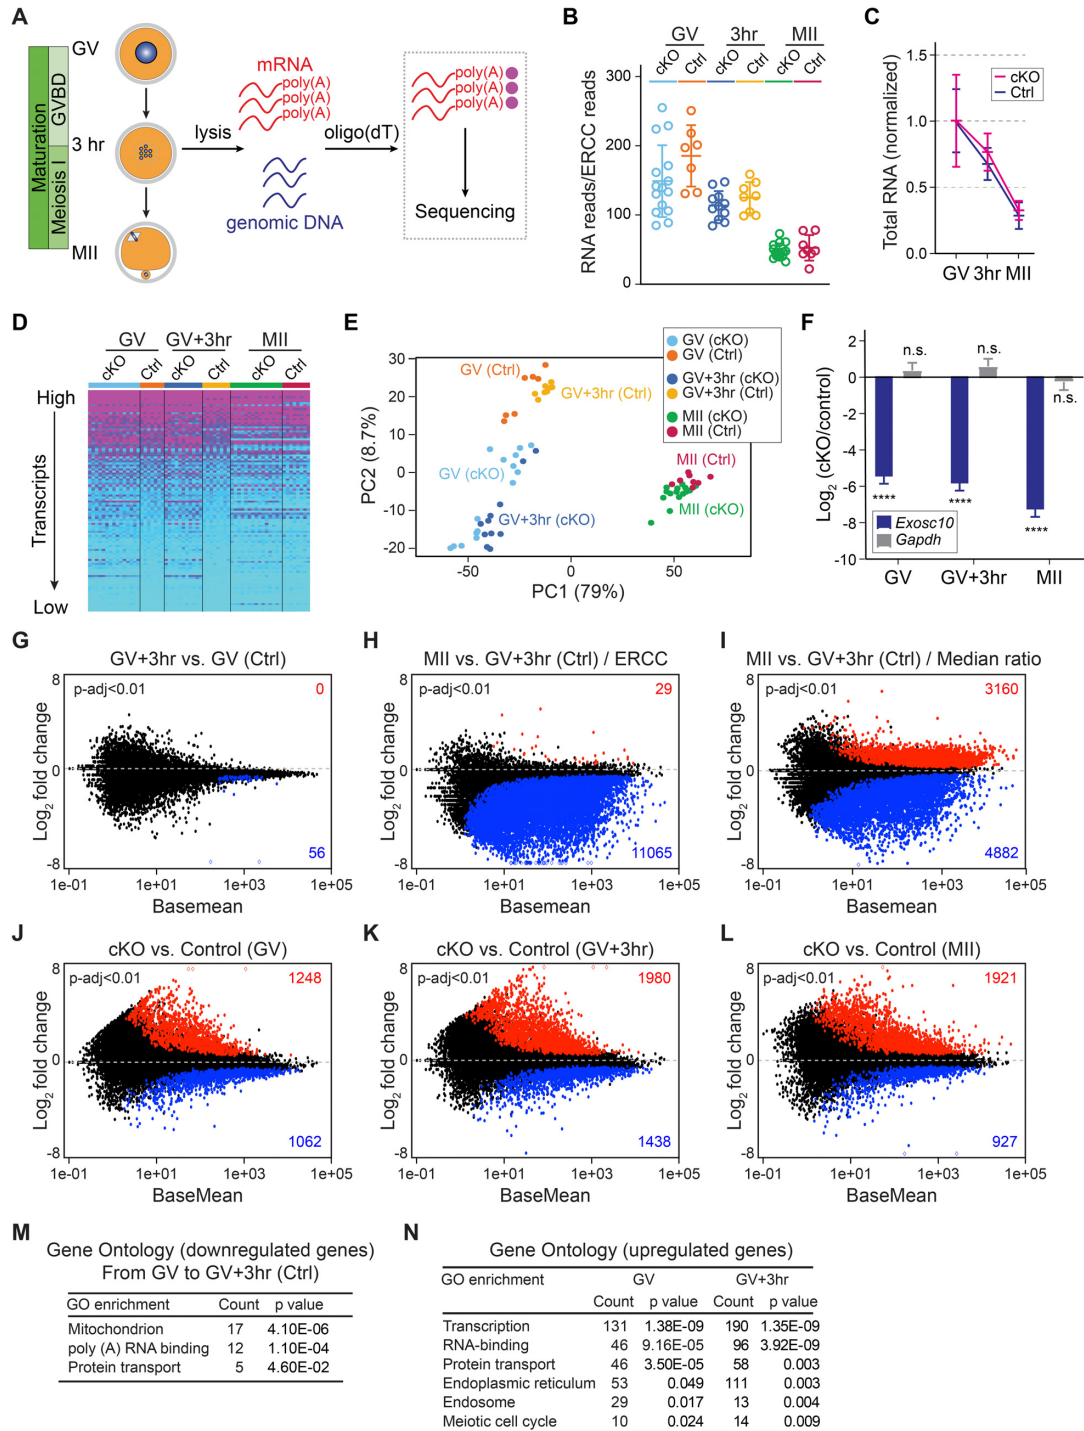 A
GV
3 hr
MII
Maturation
GVBD
Meiosis I
lysis
mRNA
poly(A)
poly(A)
poly(A)
genomic DNA
oligo(dT)
poly(A)
poly(A)
poly(A)
Sequencing
B
GV 3hr MII
cKO Ctrl cKO Ctrl cKO Ctrl
RNA reads/ERCC reads
300
200
100
0
C
Total RNA (normalized)
1.5
1.0
0.5
0.0
cKO
Ctrl
GV 3hr MII
D
GV GV+3hr MII
cKO Ctrl cKO Ctrl cKO Ctrl
High
Transcripts
Low
E
PC2 (8.7%)
30
20
10
0
-10
-20
-50 0 50
PC1 (79%)
GV (Ctrl)
GV+3hr (Ctrl)
GV (cKO)
GV+3hr (cKO)
MII (Ctrl)
MII (cKO)
GV (cKO)
GV (Ctrl)
GV+3hr (cKO)
GV+3hr (Ctrl)
MII (cKO)
MII (Ctrl)
F
Log2 (cKO/control)
2
0
-2
-4
-6
-8
-10
n.s.
n.s.
n.s.
****
****
****
Exosc10
Gapdh
GV GV+3hr MII
G
GV+3hr vs. GV (Ctrl)
p-adj<0.01
0
56
Log2 fold change
8
0
-8
1e-01 1e+01 1e+03 1e+05
Basemean
H
MII vs. GV+3hr (Ctrl) / ERCC
p-adj<0.01
29
11065
Log2 fold change
8
0
-8
1e-01 1e+01 1e+03 1e+05
Basemean
I
MII vs. GV+3hr (Ctrl) / Median ratio
p-adj<0.01
3160
4882
Log2 fold change
8
0
-8
1e-01 1e+01 1e+03 1e+05
Basemean
J
cKO vs. Control (GV)
p-adj<0.01
1248
1062
Log2 fold change
8
0
-8
1e-01 1e+01 1e+03 1e+05
BaseMean
K
cKO vs. Control (GV+3hr)
p-adj<0.01
1980
1438
Log2 fold change
8
0
-8
1e-01 1e+01 1e+03 1e+05
BaseMean
L
cKO vs. Control (MII)
p-adj<0.01
1921
927
Log2 fold change
8
0
-8
1e-01 1e+01 1e+03 1e+05
BaseMean
M
Gene Ontology (downregulated genes)
From GV to GV+3hr (Ctrl)
GO enrichment Count p value
Mitochondrion 17 4.10E-06
poly (A) RNA binding 12 1.10E-04
Protein transport 5 4.60E-02
N
Gene Ontology (upregulated genes)
GO enrichment GV GV+3hr
Count p value Count p value
Transcription 131 1.38E-09 190 1.35E-09
RNA-binding 46 9.16E-05 96 3.92E-09
Protein transport 46 3.50E-05 58 0.003
Endoplasmic reticulum 53 0.049 111 0.003
Endosome 29 0.017 13 0.004
Meiotic cell cycle 10 0.024 14 0.009